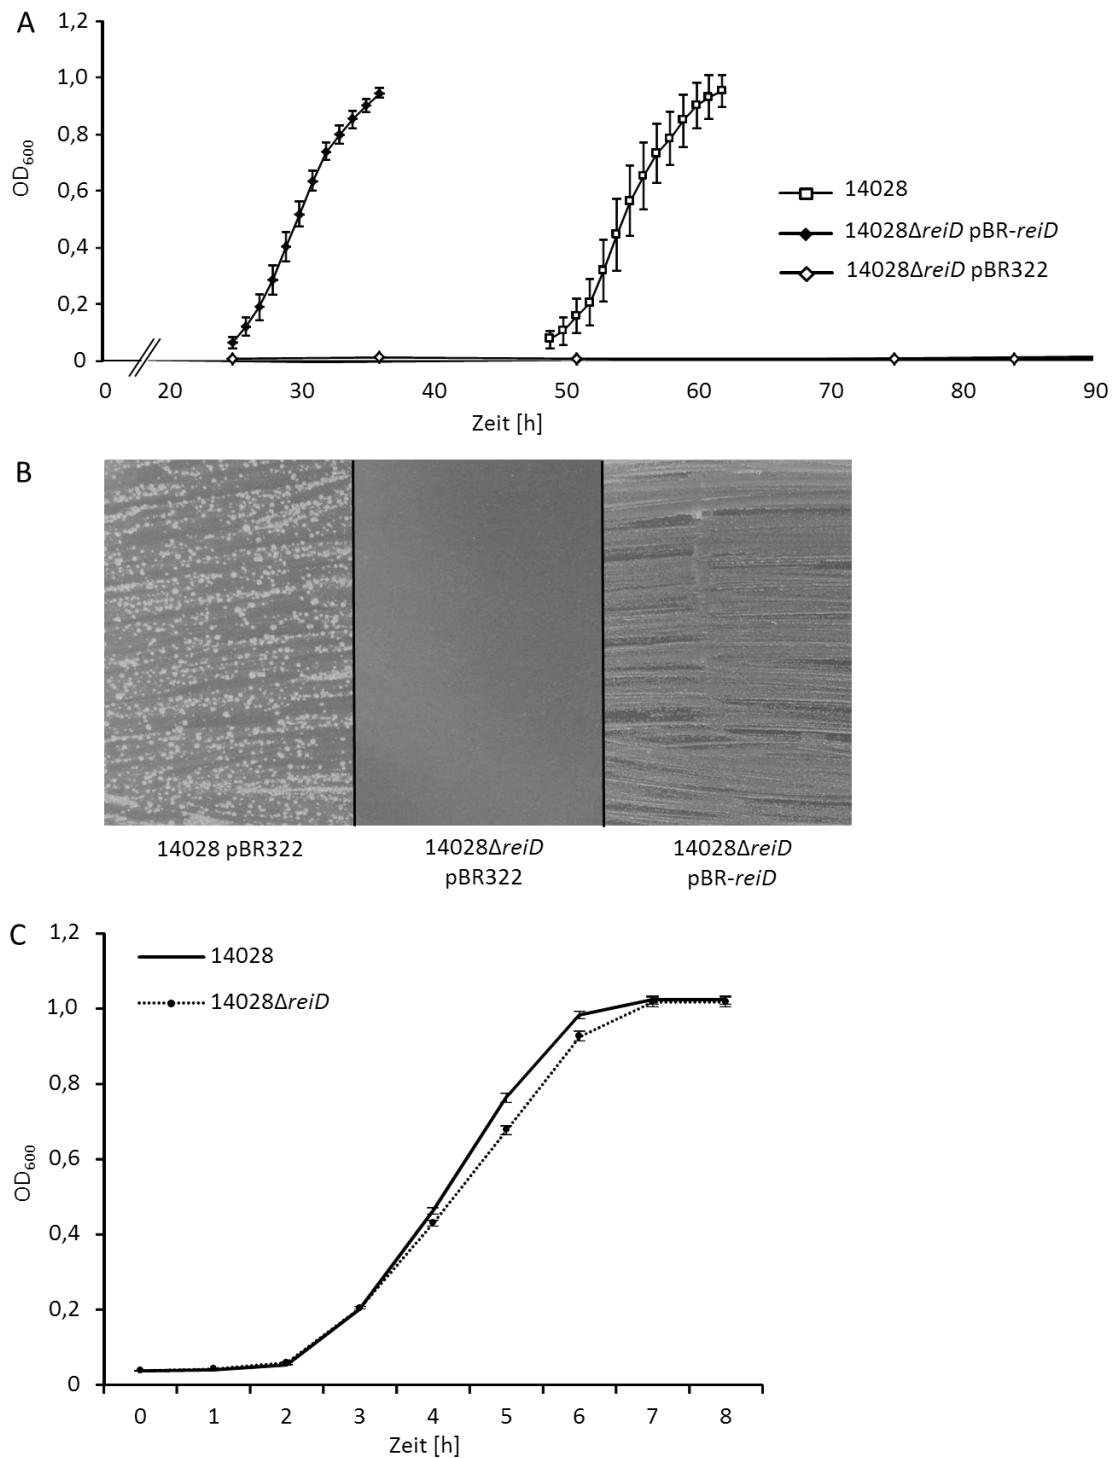 A
1,2
1,0
0,8
0,6
0,4
0,2
0
OD600
14028
14028ΔreiD pBR-reiD
14028ΔreiD pBR322
0 20 30 40 50 60 70 80 90
Zeit [h]
B
14028 pBR322
14028ΔreiD
pBR322
14028ΔreiD
pBR-reiD
C
1,2
1,0
0,8
0,6
0,4
0,2
0
OD600
14028
14028ΔreiD
0 1 2 3 4 5 6 7 8
Zeit [h]